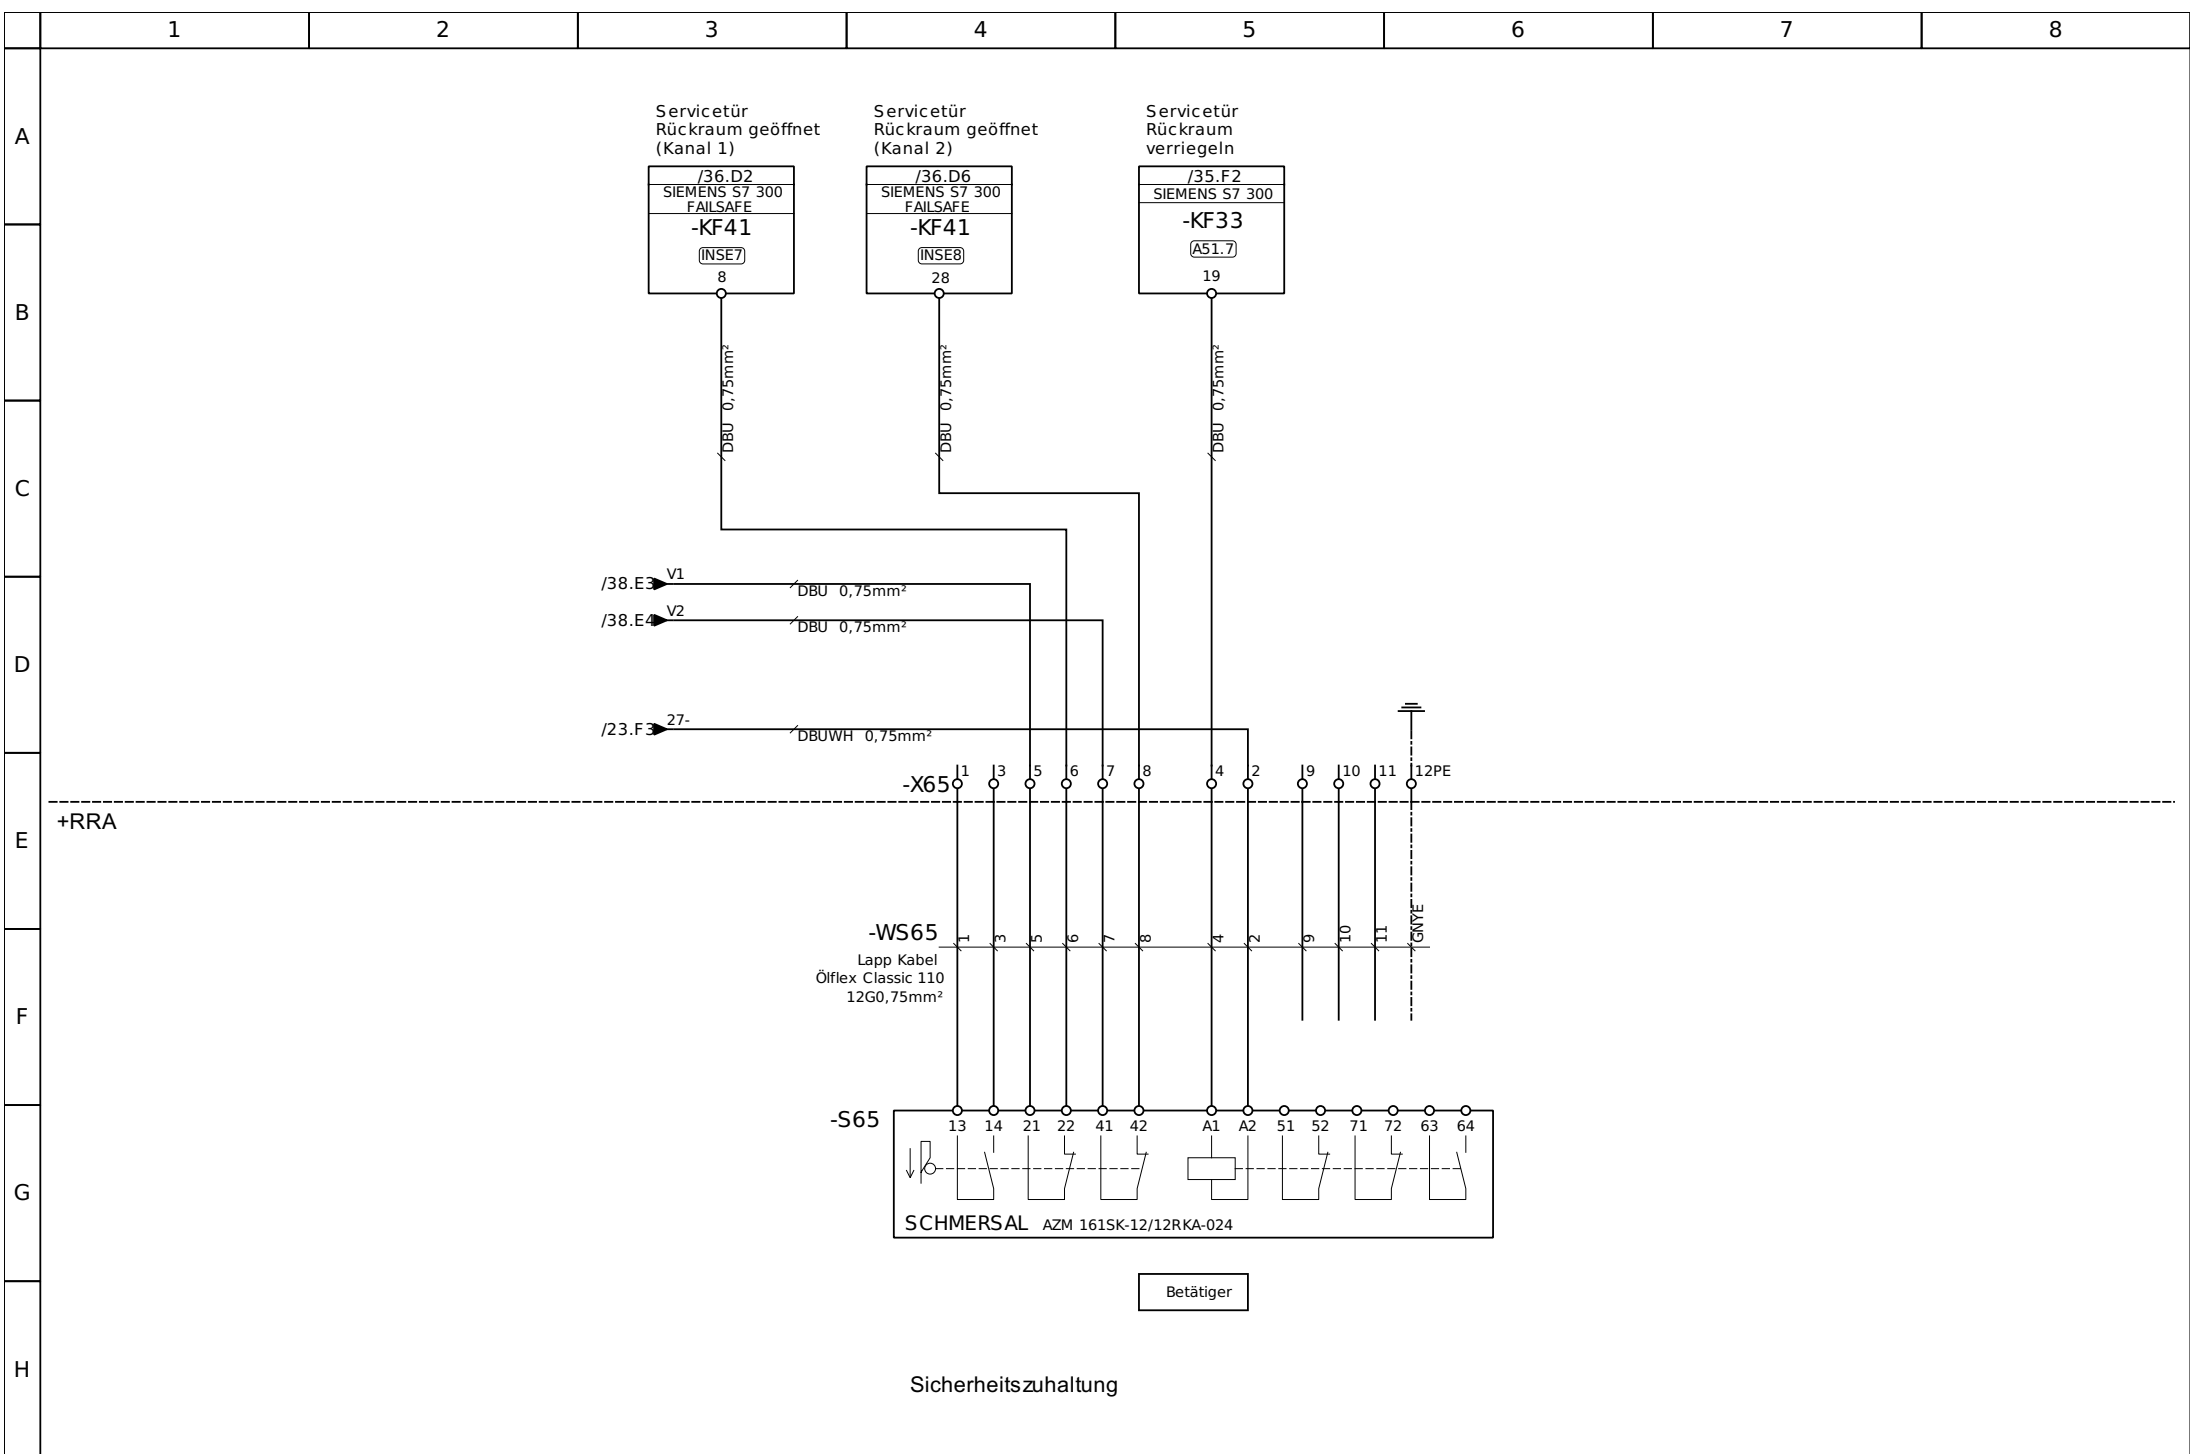 1 2 3 4 5 6 7 8
A
B
C
D
E
F
G
H
Servicetür
Rückraum geöffnet
(Kanal 1)
/36.D2
SIEMENS S7 300
FAILSAFE
-KF41
INSE7
8
DBU 0,75mm²
Servicetür
Rückraum geöffnet
(Kanal 2)
/36.D6
SIEMENS S7 300
FAILSAFE
-KF41
INSE8
28
DBU 0,75mm²
Servicetür
Rückraum
verriegeln
/35.F2
SIEMENS S7 300
-KF33
A51.7
19
DBU 0,75mm²
/38.E3 V1
DBU 0,75mm²
/38.E4 V2
DBU 0,75mm²
/23.F3 27-
DBUWH 0,75mm²
-X65 1 3 5 6 7 8 4 2 9 10 11 12PE
+RRA
-WS65 1 3 5 6 7 8 4 2 9 10 11 GNYE
Lapp Kabel
Ölflex Classic 110
12G0,75mm²
-S65
13 14 21 22 41 42 A1 A2 51 52 71 72 63 64
SCHMERSAL AZM 161SK-12/12RKA-024
Betätiger
Sicherheitszuhaltung